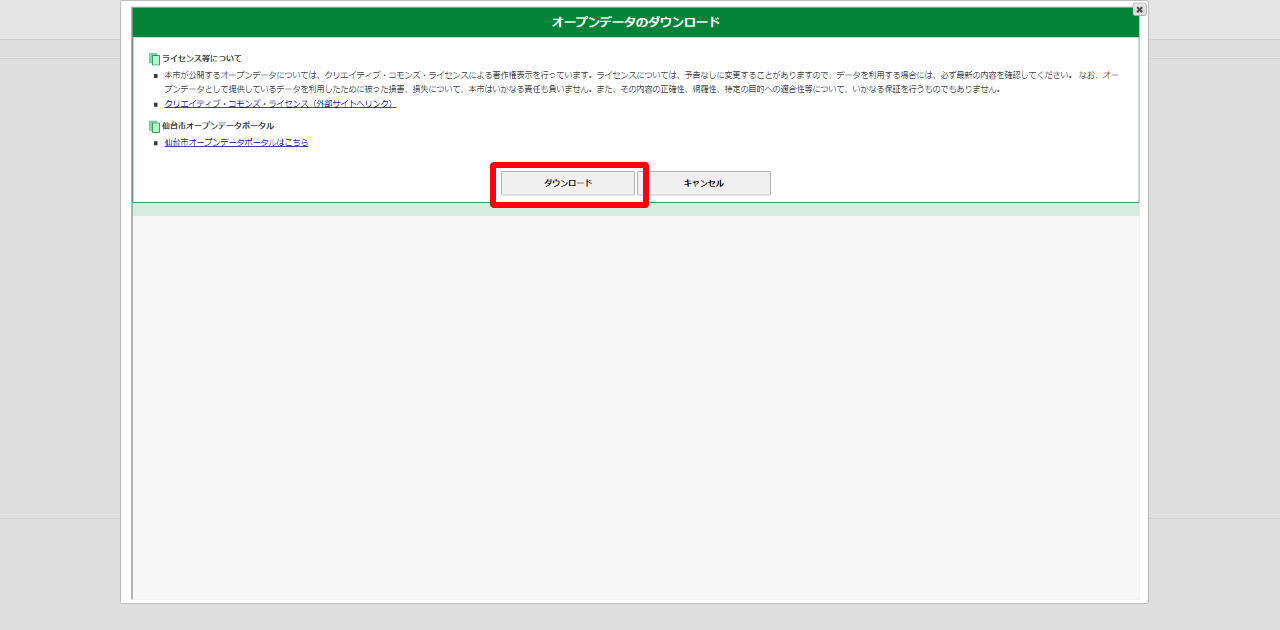 オープンデータのダウンロード
ライセンス等について
本市が公開するオープンデータについては、クリエイティブ・コモンズ・ライセンスによる著作権表示を行っています。ライセンスについては、予告なしに変更することがありますので、データを利用する場合には、必ず最新の内容を確認してください。 なお、オー
プンデータとして提供しているデータを利用したために被った損害、損失について、本市はいかなる責任も負いません。また、その内容の正確性、網羅性、特定の目的への適合性等について、いかなる保証を行うものでもありません。
クリエイティブ・コモンズ・ライセンス（外部サイトへリンク）
仙台市オープンデータポータル
仙台市オープンデータポータルはこちら
ダウンロード
キャンセル